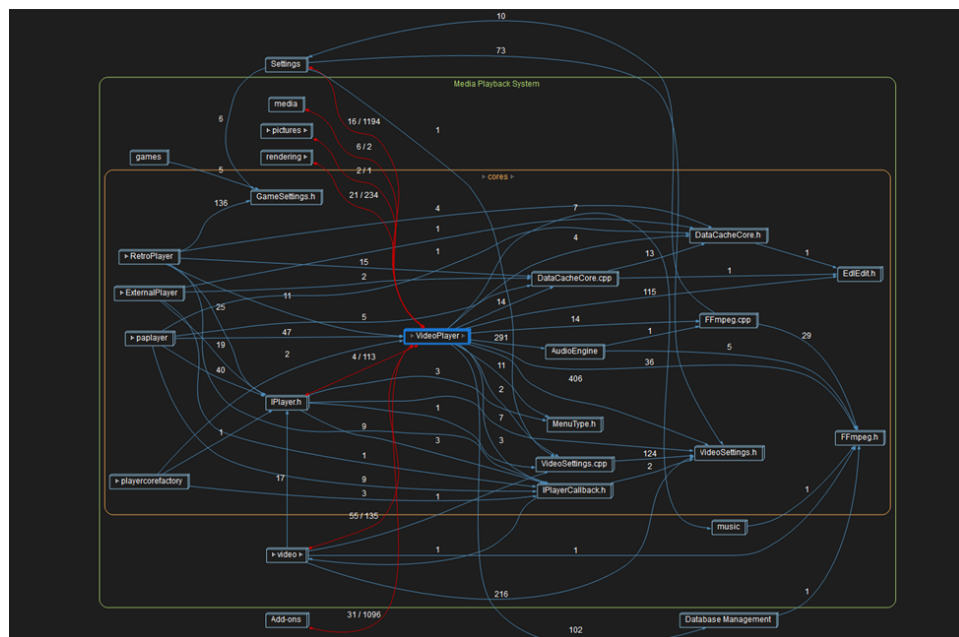 10
73
Settings
Media Playback System
media
16 / 1194
6
1
pictures
6 / 2
games
rendering
2 / 1
5
cores
GameSettings.h
21 / 234
136
4
7
1
4
DataCacheCore.h
RetroPlayer
1
13
1
15
EdlEdit.h
ExternalPlayer
2
DataCacheCore.cpp
1
11
14
115
25
5
14
FFmpeg.cpp
paplayer
47
VideoPlayer
291
1
29
19
2
4 / 113
AudioEngine
5
40
3
11
36
406
2
IPlayer.h
1
7
MenuType.h
1
9
3
3
FFmpeg.h
1
VideoSettings.cpp
124
VideoSettings.h
2
playercorefactory
17
9
3
1
IPlayerCallback.h
1
55 / 135
music
video
1
1
216
1
Add-ons
31 / 1096
102
Database Management